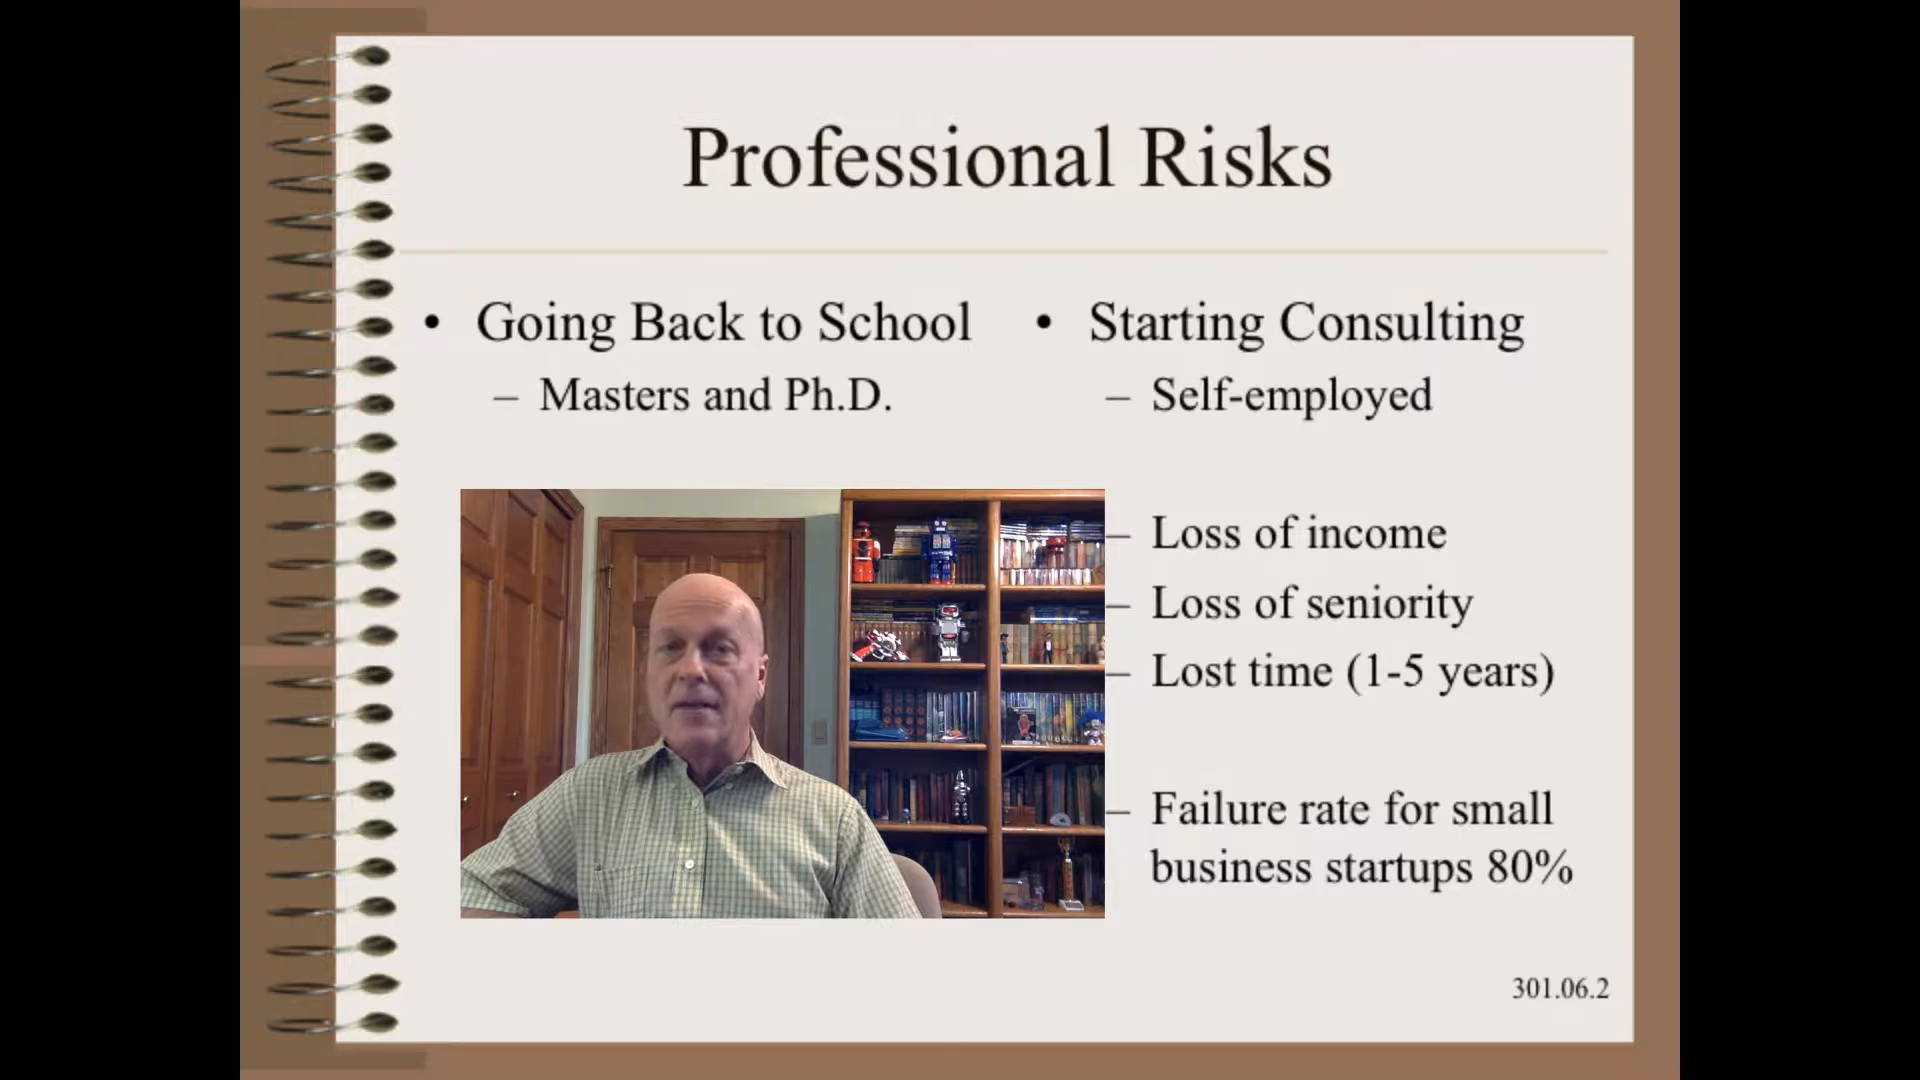 Professional Risks
• Going Back to School
– Masters and Ph.D.
• Starting Consulting
– Self-employed
– Loss of income
– Loss of seniority
– Lost time (1-5 years)
– Failure rate for small
business startups 80%
301.06.2